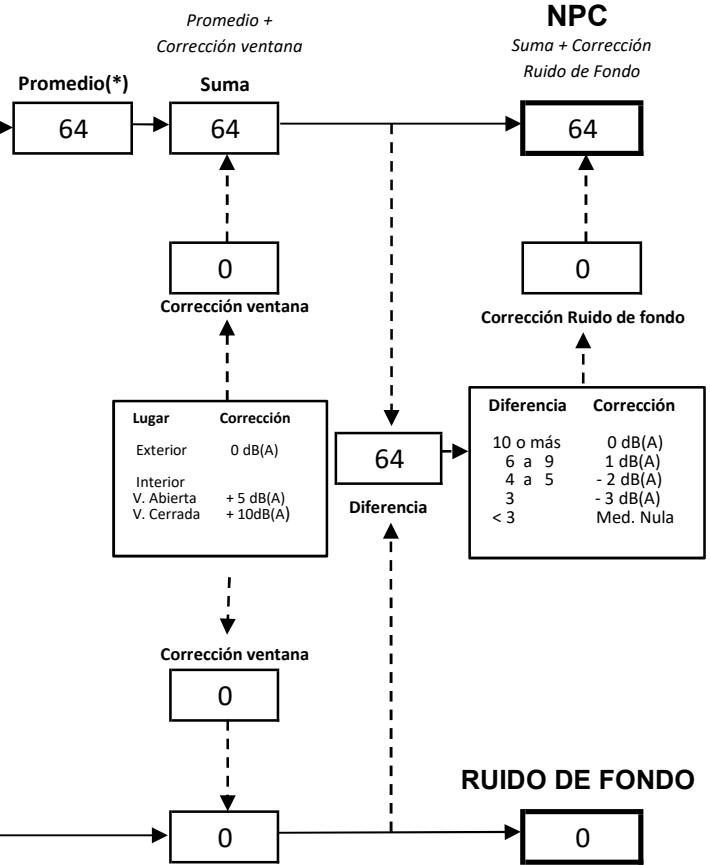 Promedio +
Corrección ventana
NPC
Suma + Corrección
Ruido de Fondo
Promedio(*)
Suma
64
64
64
0
0
Corrección ventana
Corrección Ruido de fondo
Lugar Corrección
Exterior 0 dB(A)
Interior
V. Abierta + 5 dB(A)
V. Cerrada + 10dB(A)
64
Diferencia
Diferencia Corrección
10 o más 0 dB(A)
6 a 9 1 dB(A)
4 a 5 - 2 dB(A)
3 - 3 dB(A)
< 3 Med. Nula
Corrección ventana
0
RUIDO DE FONDO
0
0